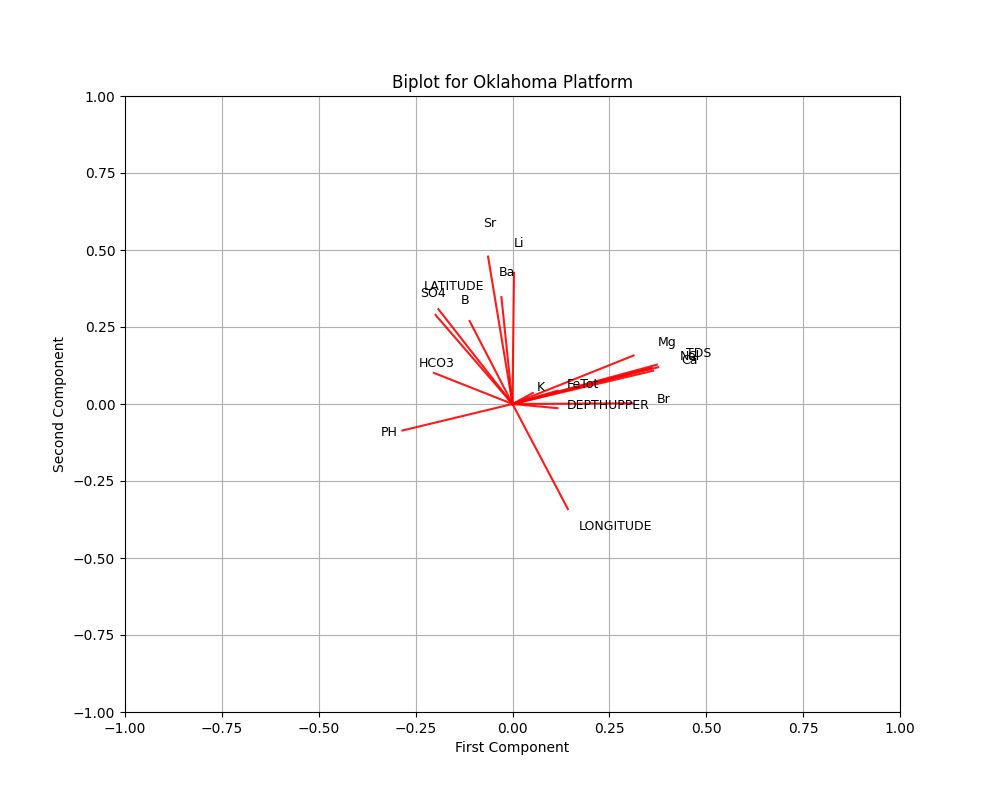 Biplot for Oklahoma Platform
1.00
0.75
0.50
0.25
0.00
−0.25
−0.50
−0.75
−1.00
Second Component
Sr
Li
Ba
LATITUDE
SO4
B
HCO3
Mg
TDS
Ca
K
FeTot
Br
DEPTHUPPER
PH
LONGITUDE
−1.00 −0.75 −0.50 −0.25 0.00 0.25 0.50 0.75 1.00
First Component